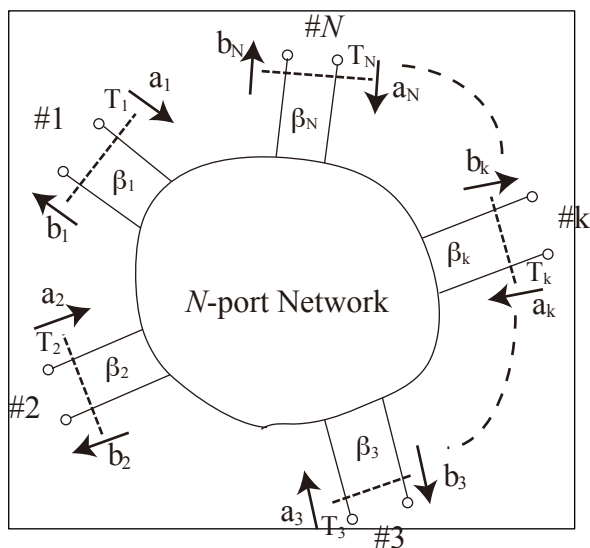 #N
b_N
T_N
a_N
a_1
T_1
#1
β_N
β_1
b_1
b_k
#k
β_k
T_k
a_k
N-port Network
a_2
T_2
β_2
#2
b_2
β_3
b_3
a_3
T_3
#3